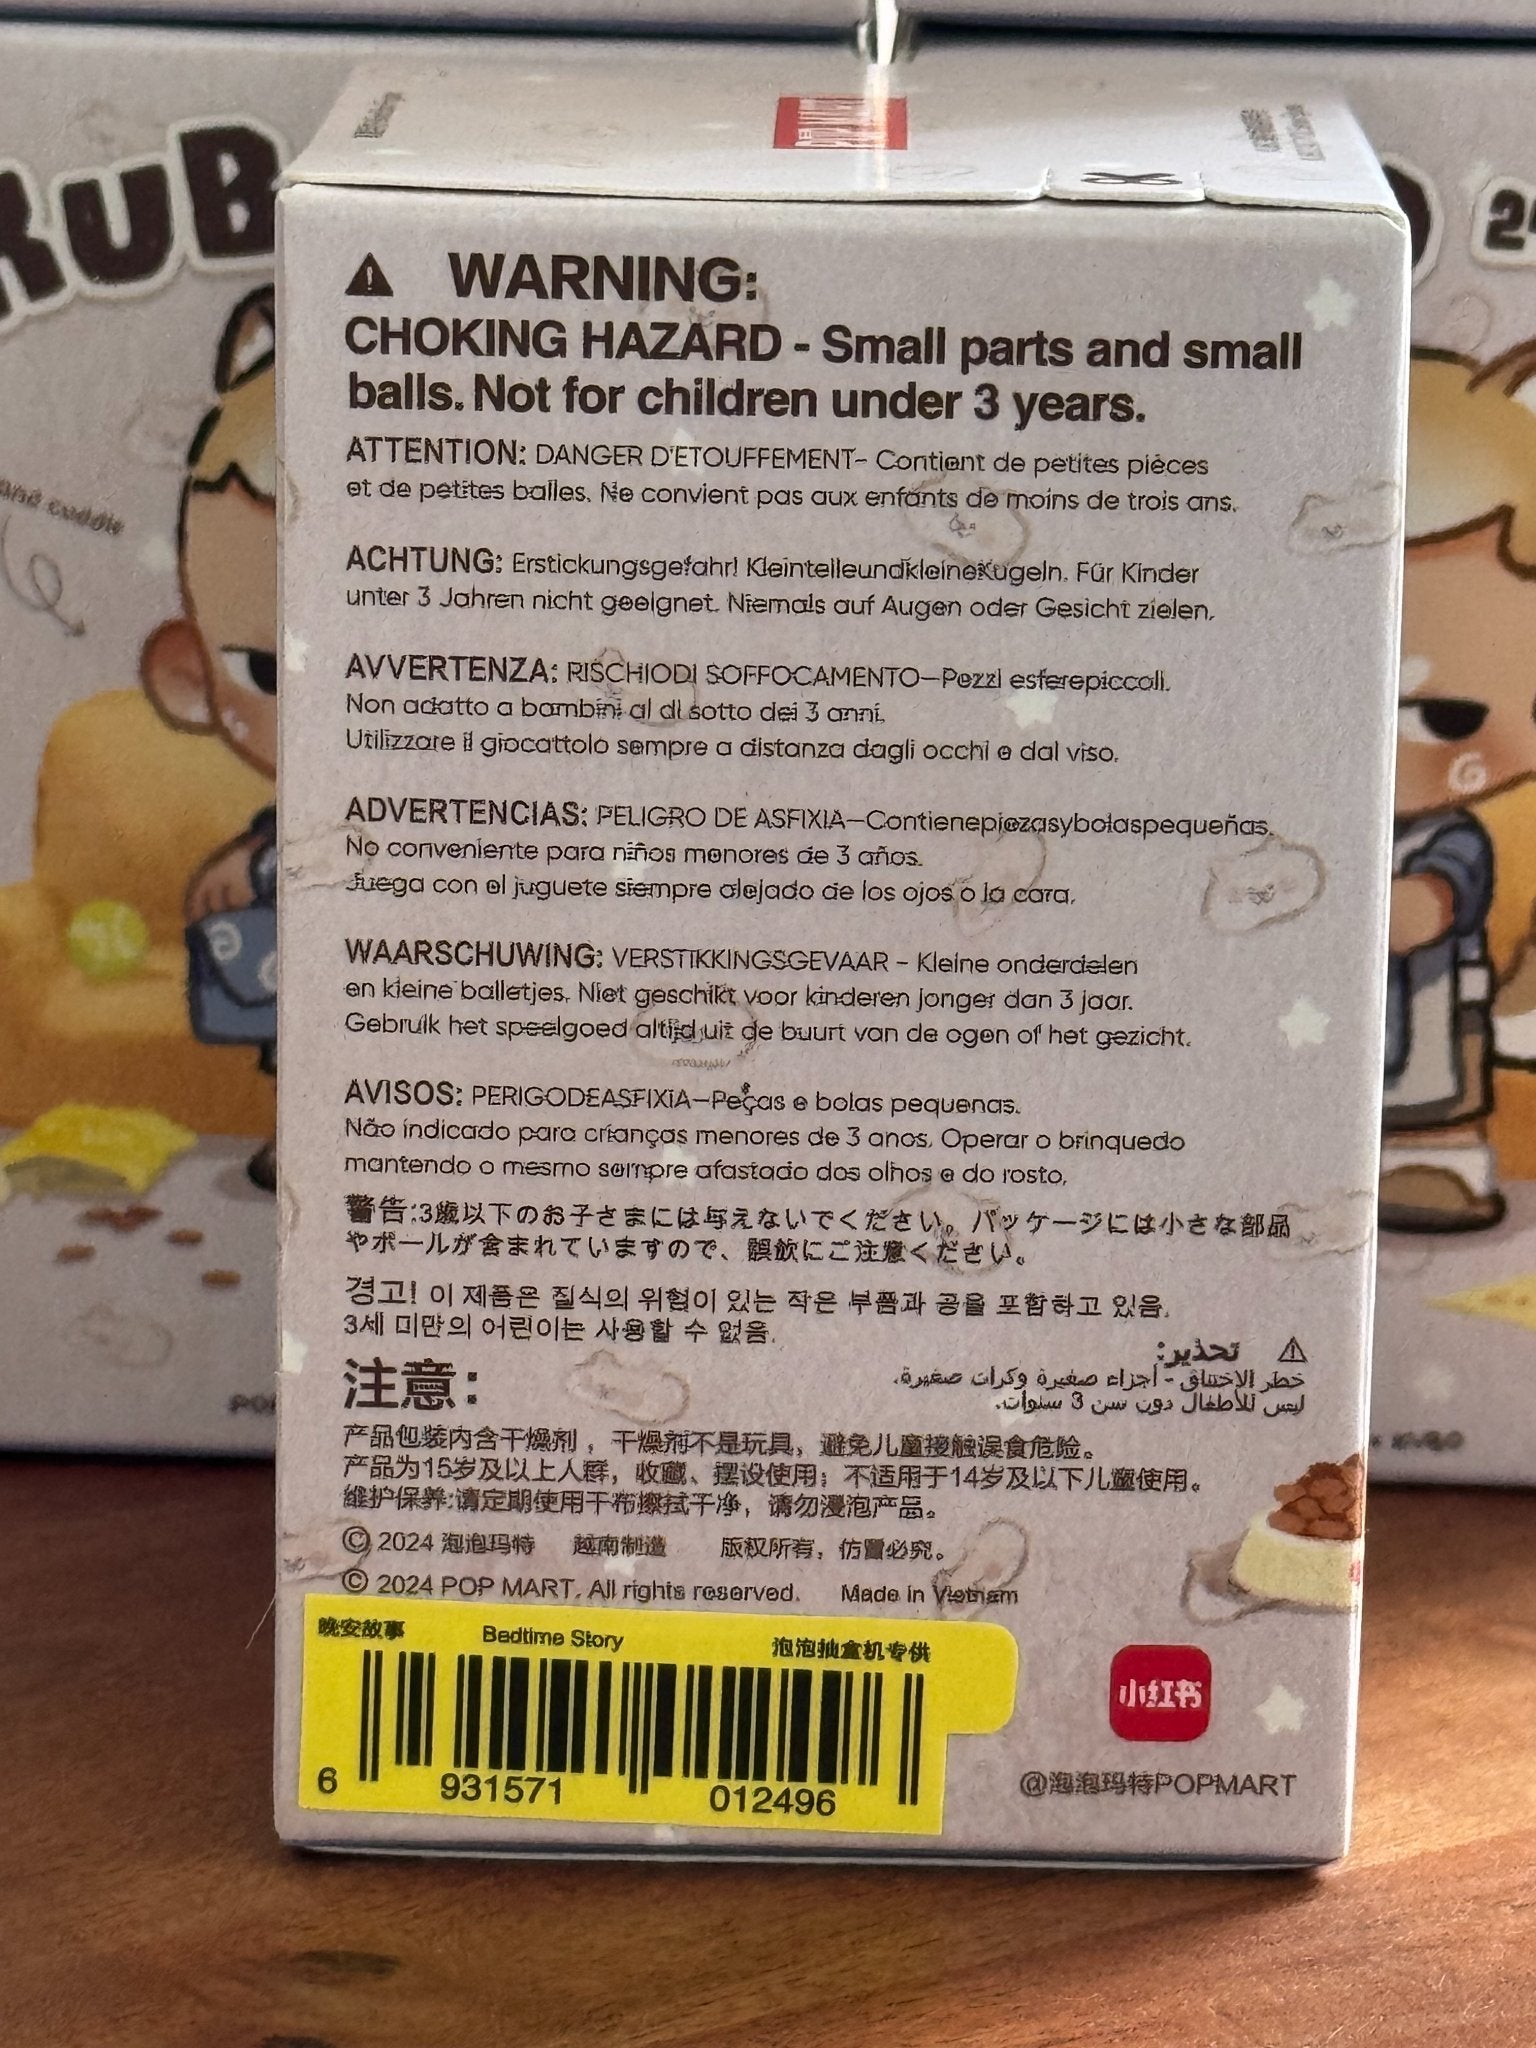 KUB
24
and cuddle
WARNING:
CHOKING HAZARD - Small parts and small
balls. Not for children under 3 years.
ATTENTION: DANGER D'ETOUFFEMENT- Contient de petites pièces
et de petites balles. Ne convient pas aux enfants de moins de trois ans.
ACHTUNG: Erstickungsgefahr! KleinteileundkleineKugeln. Für Kinder
unter 3 Jahren nicht geeignet. Niemals auf Augen oder Gesicht zielen.
AVVERTENZA: RISCHIODI SOFFOCAMENTO—Pezzi esferepiccoli.
Non adatto a bambini al di sotto dei 3 anni.
Utilizzare il giocattolo sempre a distanza dagli occhi e dal viso.
ADVERTENCIAS: PELIGRO DE ASFIXIA—Contienepiezasybolaspequeñas.
No conveniente para niños menores de 3 años.
Juega con el juguete siempre alejado de los ojos o la cara.
WAARSCHUWING: VERSTIKKINGSGEVAAR - Kleine onderdelen
en kleine balletjes. Niet geschikt voor kinderen jonger dan 3 jaar.
Gebruik het speelgoed altijd uit de buurt van de ogen of het gezicht.
AVISOS: PERIGODEASFIXIA—Peças e bolas pequenas.
Não indicado para crianças menores de 3 anos. Operar o brinquedo
mantendo o mesmo sempre afastado dos olhos e do rosto.
警告:3歳以下のお子さまには与えないでください。パッケージには小さな部品
やボールが含まれていますので、誤飲にご注意ください。
경고! 이 제품은 질식의 위험이 있는 작은 부품과 공을 포함하고 있음.
3세 미만의 어린이는 사용할 수 없음.
تحذير:
خطر الاختناق - أجزاء صغيرة وكرات صغيرة.
ليس للأطفال دون سن 3 سنوات.
注意:
产品包装内含干燥剂，干燥剂不是玩具，避免儿童接触误食危险。
产品为15岁及以上人群，收藏、摆设使用；不适用于14岁及以下儿童使用。
维护保养:请定期使用干布擦拭干净，请勿浸泡产品。
© 2024 泡泡玛特 越南制造 版权所有，仿冒必究。
© 2024 POP MART. All rights reserved. Made in Vietnam
晚安故事 Bedtime Story 泡泡抽盒机专供
6 931571 012496
小红书
@泡泡玛特POPMART